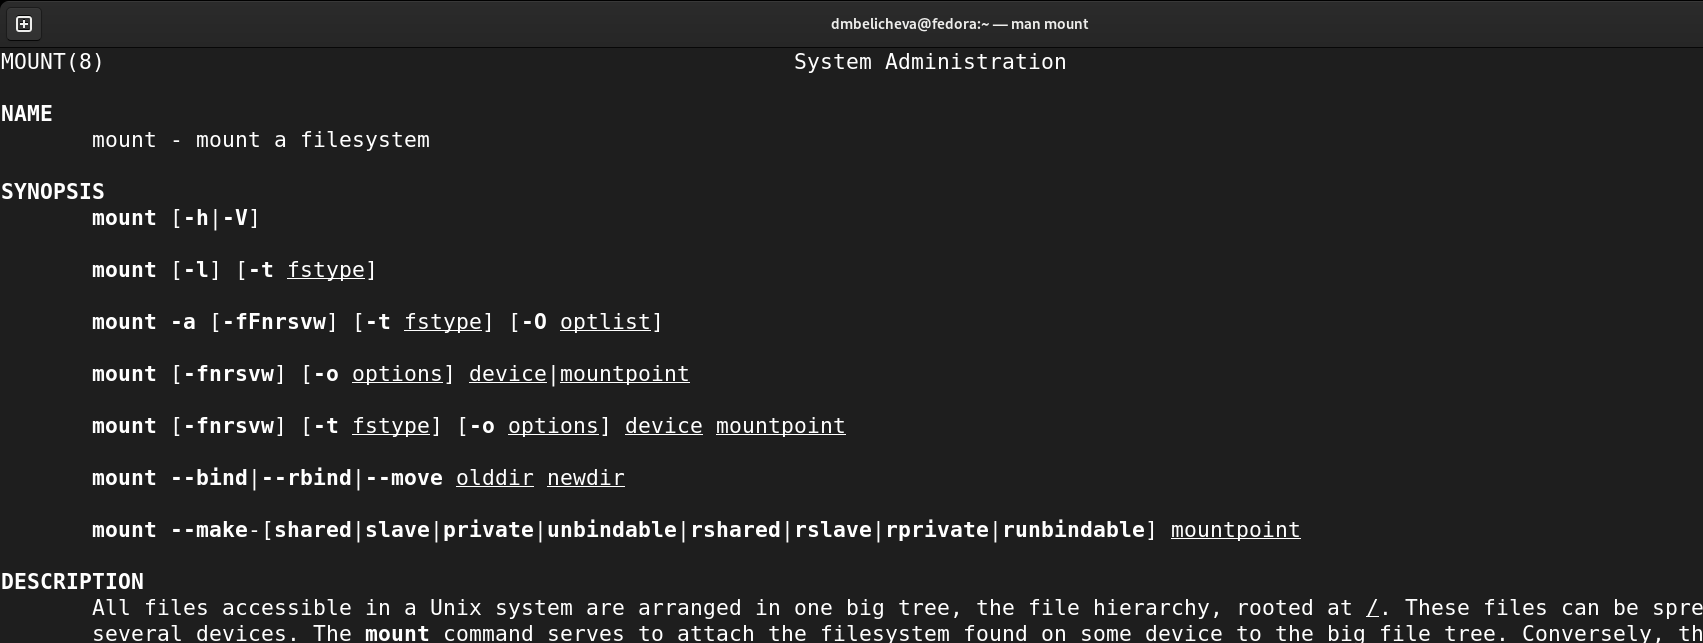 dmbelicheva@fedora:~ — man mount
MOUNT(8) System Administration
NAME
mount - mount a filesystem
SYNOPSIS
mount [-h|-V]
mount [-l] [-t fstype]
mount -a [-fFnrsvw] [-t fstype] [-O optlist]
mount [-fnrsvw] [-o options] device|mountpoint
mount [-fnrsvw] [-t fstype] [-o options] device mountpoint
mount --bind|--rbind|--move olddir newdir
mount --make-[shared|slave|private|unbindable|rshared|rslave|rprivate|runbindable] mountpoint
DESCRIPTION
All files accessible in a Unix system are arranged in one big tree, the file hierarchy, rooted at /. These files can be spre
several devices. The mount command serves to attach the filesystem found on some device to the big file tree. Conversely, th